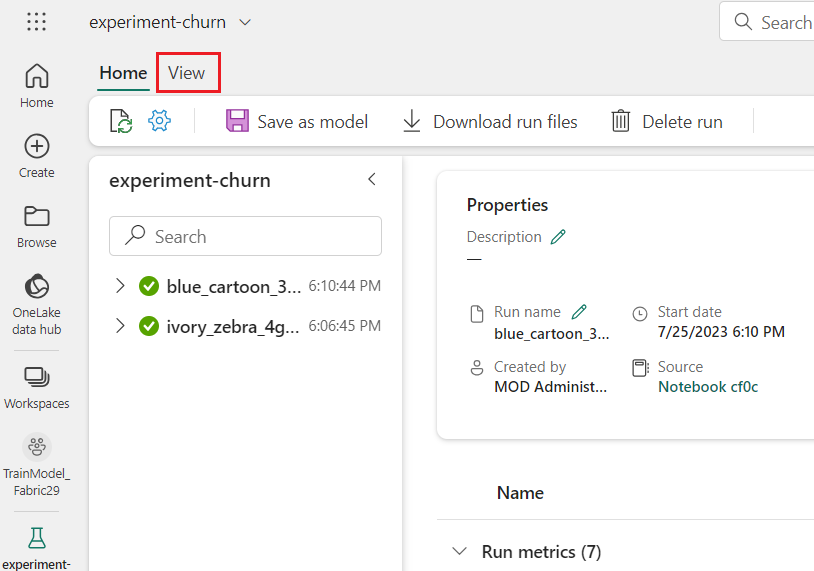 experiment-churn
Search
Home View
Save as model Download run files Delete run
Home
Create
Browse
OneLake
data hub
Workspaces
TrainModel_
Fabric29
experiment-
experiment-churn
Search
blue_cartoon_3... 6:10:44 PM
ivory_zebra_4g... 6:06:45 PM
Properties
Description
—
Run name
blue_cartoon_3...
Start date
7/25/2023 6:10 PM
Created by
MOD Administ...
Source
Notebook cf0c
Name
Run metrics (7)